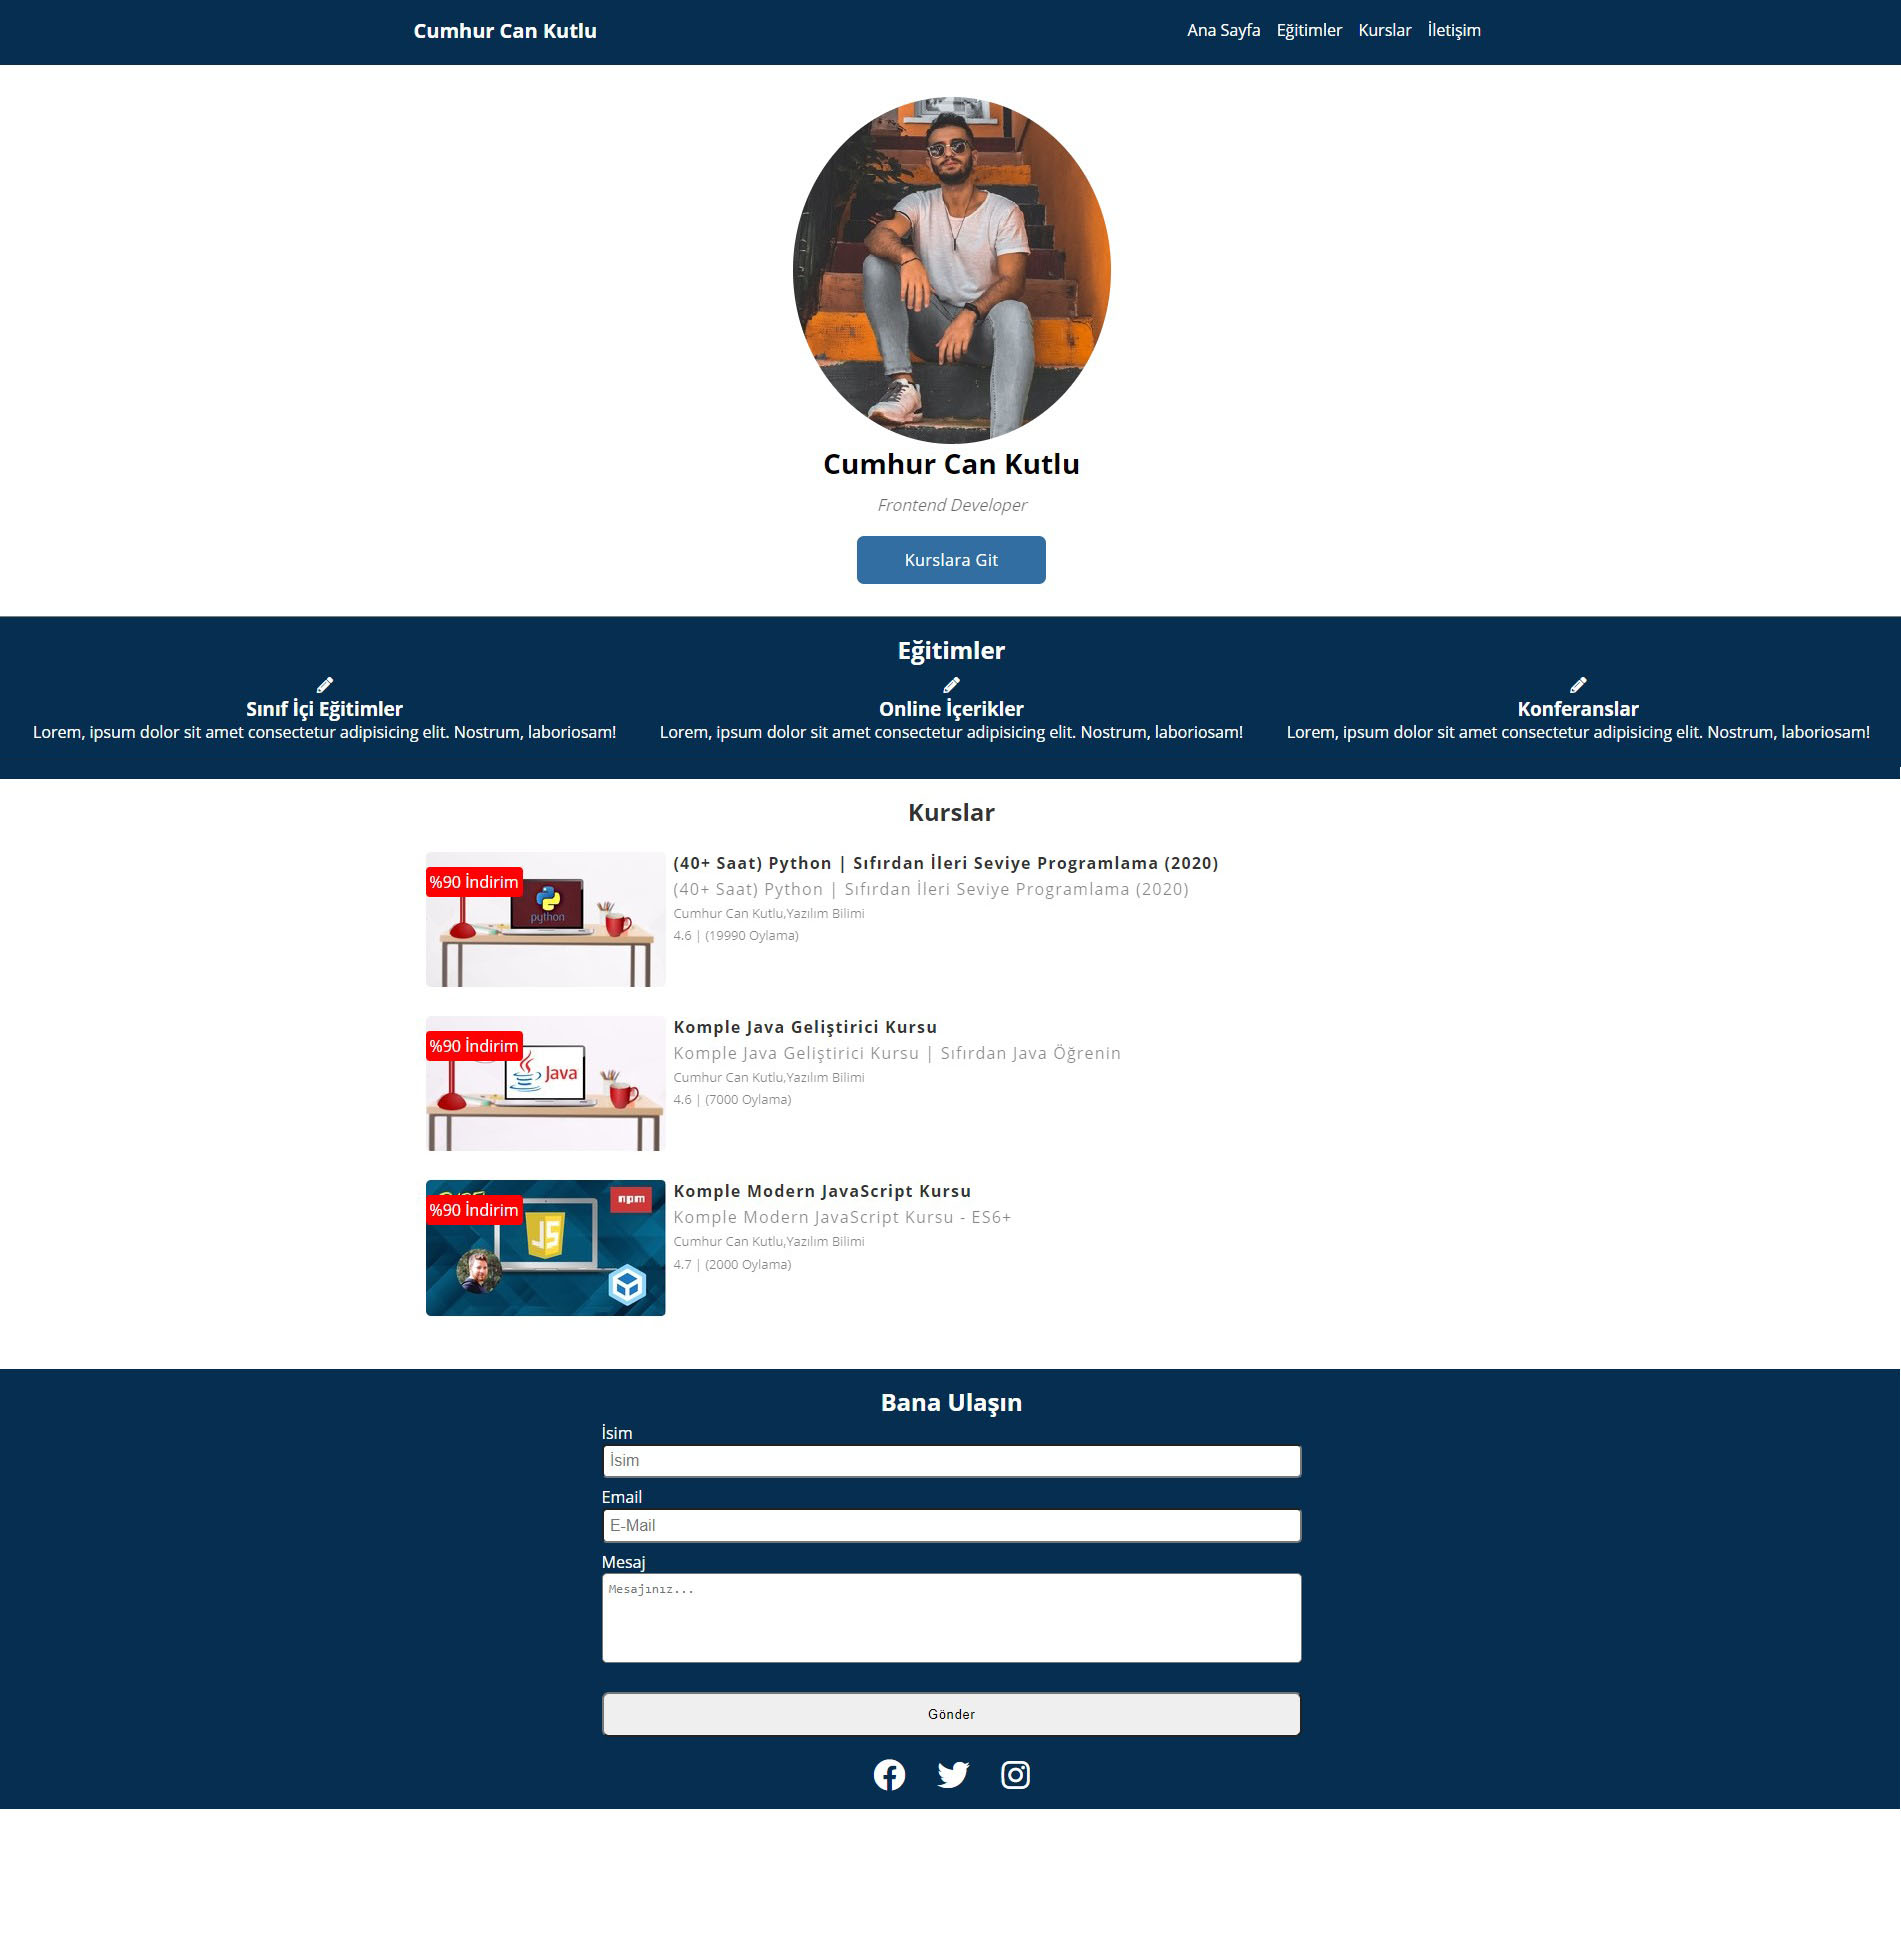 Cumhur Can Kutlu
Ana Sayfa Eğitimler Kurslar İletişim
Cumhur Can Kutlu
Frontend Developer
Kurslara Git
Eğitimler
Sınıf İçi Eğitimler
Lorem, ipsum dolor sit amet consectetur adipisicing elit. Nostrum, laboriosam!
Online İçerikler
Lorem, ipsum dolor sit amet consectetur adipisicing elit. Nostrum, laboriosam!
Konferanslar
Lorem, ipsum dolor sit amet consectetur adipisicing elit. Nostrum, laboriosam!
Kurslar
%90 İndirim
python
(40+ Saat) Python | Sıfırdan İleri Seviye Programlama (2020)
(40+ Saat) Python | Sıfırdan İleri Seviye Programlama (2020)
Cumhur Can Kutlu,Yazılım Bilimi
4.6 | (19990 Oylama)
%90 İndirim
Java
Komple Java Geliştirici Kursu
Komple Java Geliştirici Kursu | Sıfırdan Java Öğrenin
Cumhur Can Kutlu,Yazılım Bilimi
4.6 | (7000 Oylama)
%90 İndirim
npm
JS
Komple Modern JavaScript Kursu
Komple Modern JavaScript Kursu - ES6+
Cumhur Can Kutlu,Yazılım Bilimi
4.7 | (2000 Oylama)
Bana Ulaşın
İsim
İsim
Email
E-Mail
Mesaj
Mesajınız...
Gönder